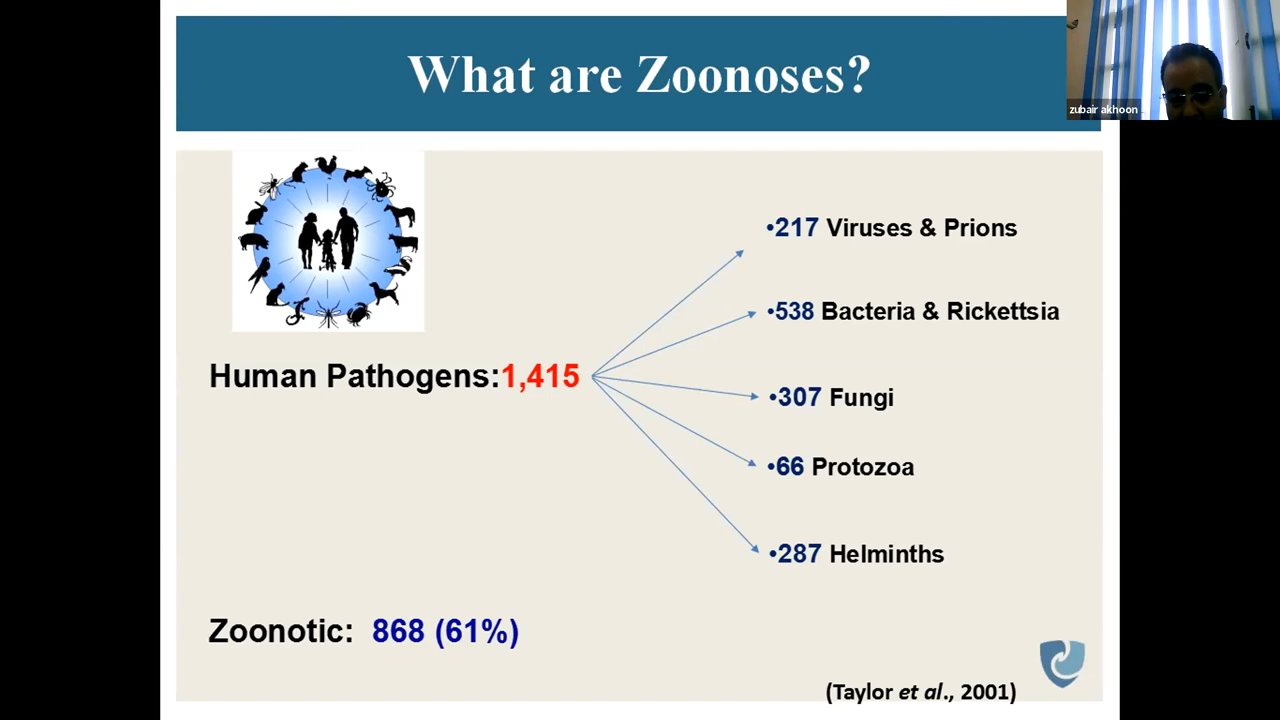 What are Zoonoses?
zubair akhoon
•217 Viruses & Prions
•538 Bacteria & Rickettsia
Human Pathogens:1,415
•307 Fungi
•66 Protozoa
•287 Helminths
Zoonotic: 868 (61%)
(Taylor et al., 2001)